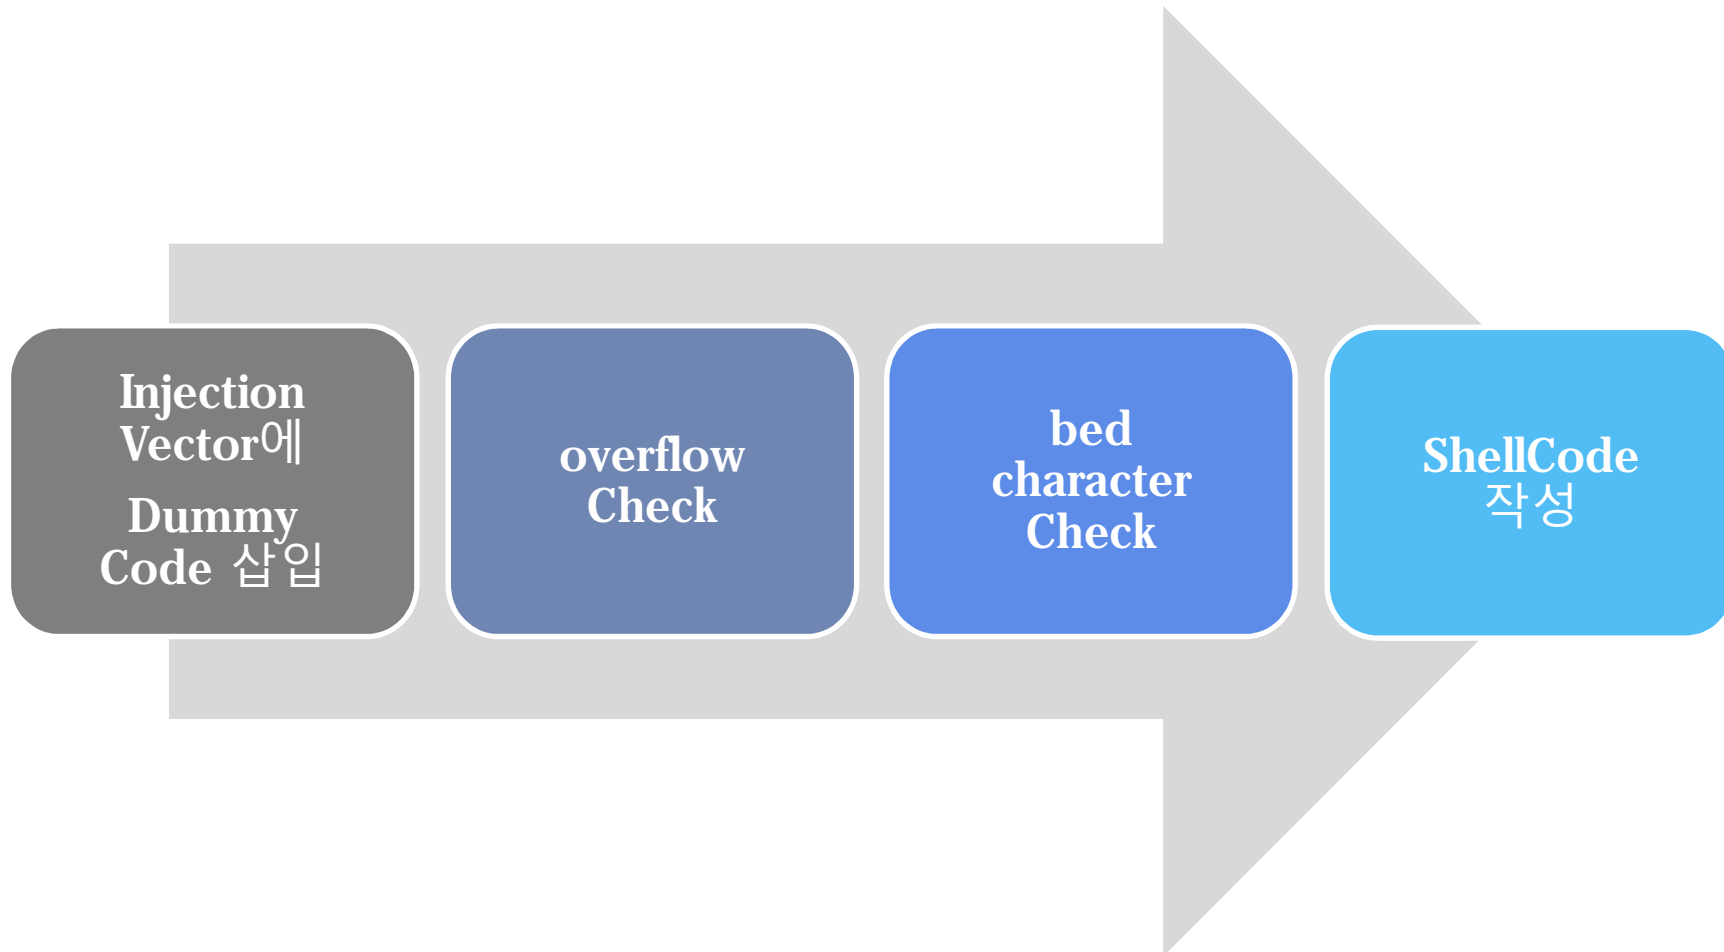 Injection
Vector에
Dummy
Code 삽입
overflow
Check
bed
character
Check
ShellCode
작성